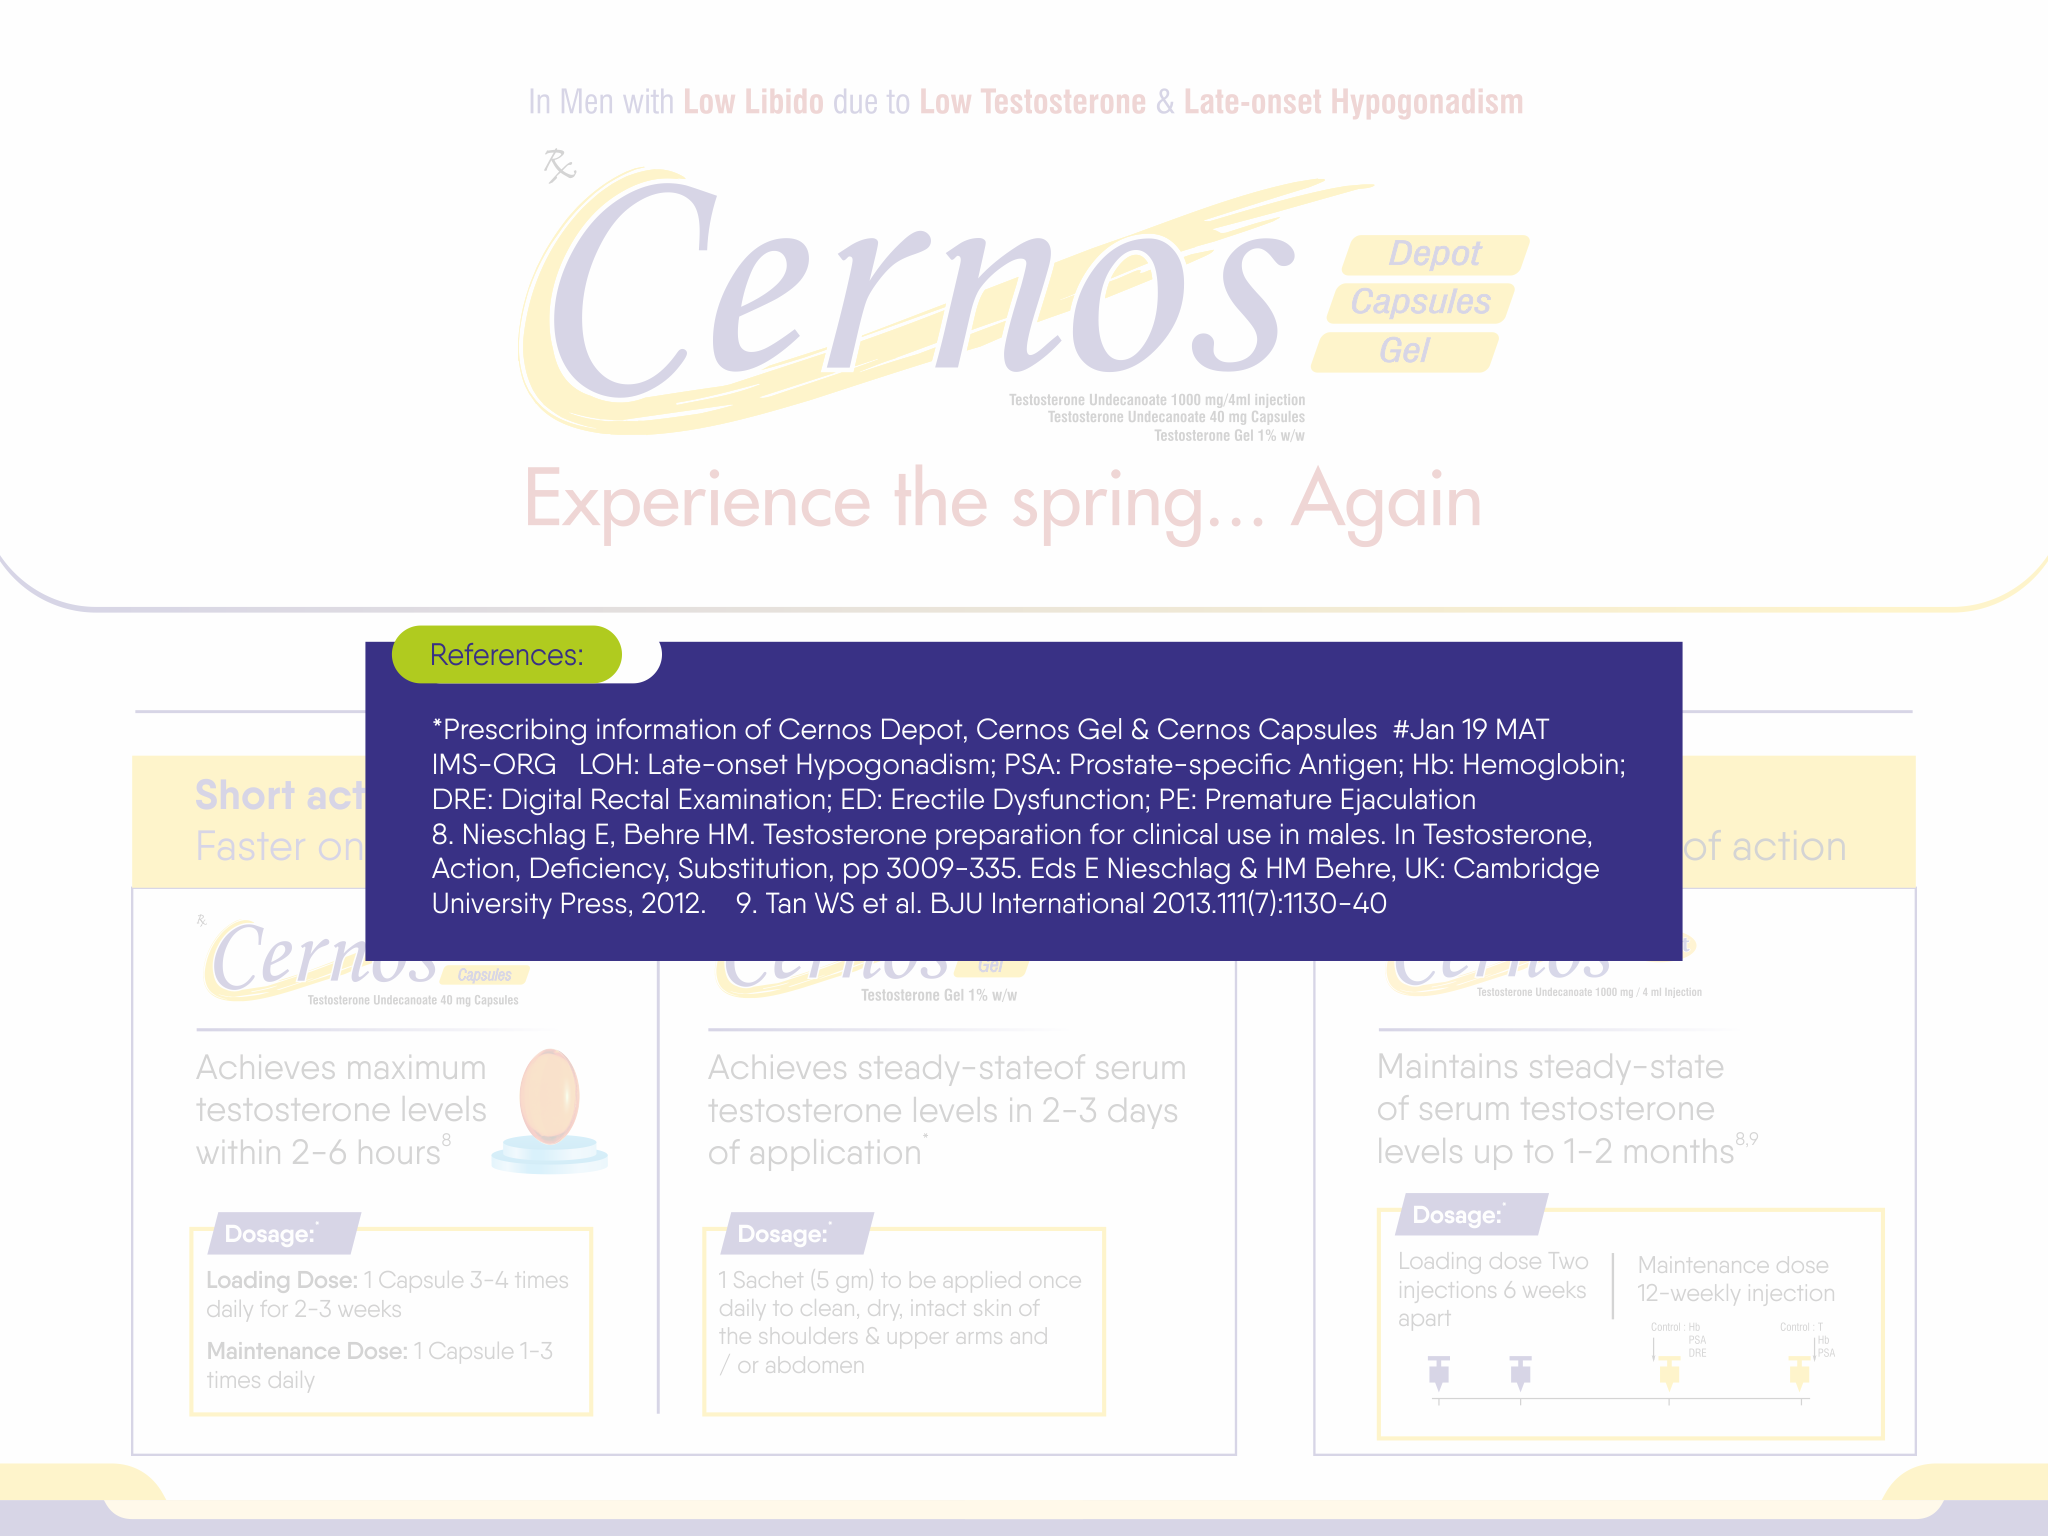 In Men with Low Libido due to Low Testosterone & Late-onset Hypogonadism
Rx
Cernos
Depot
Capsules
Gel
Testosterone Undecanoate 1000 mg/4ml injection
Testosterone Undecanoate 40 mg Capsules
Testosterone Gel 1% w/w
Experience the spring... Again
References:
*Prescribing information of Cernos Depot, Cernos Gel & Cernos Capsules #Jan 19 MAT
IMS-ORG LOH: Late-onset Hypogonadism; PSA: Prostate-specific Antigen; Hb: Hemoglobin;
DRE: Digital Rectal Examination; ED: Erectile Dysfunction; PE: Premature Ejaculation
8. Nieschlag E, Behre HM. Testosterone preparation for clinical use in males. In Testosterone,
Action, Deficiency, Substitution, pp 3009-335. Eds E Nieschlag & HM Behre, UK: Cambridge
University Press, 2012. 9. Tan WS et al. BJU International 2013.111(7):1130-40
Short
Faster
of action
Rx
Cernos
Capsules
Testosterone Undecanoate 40 mg Capsules
Achieves maximum
testosterone levels
within 2-6 hours8
Dosage:*
Loading Dose: 1 Capsule 3-4 times
daily for 2-3 weeks
Maintenance Dose: 1 Capsule 1-3
times daily
Cernos
Gel
Testosterone Gel 1% w/w
Achieves steady-stateof serum
testosterone levels in 2-3 days
of application*
Dosage:*
1 Sachet (5 gm) to be applied once
daily to clean, dry, intact skin of
the shoulders & upper arms and
/ or abdomen
Cernos
Testosterone Undecanoate 1000 mg / 4 ml Injection
Maintains steady-state
of serum testosterone
levels up to 1-2 months8,9
Dosage:*
Loading dose Two
injections 6 weeks
apart
Maintenance dose
12-weekly injection
Control : Hb
PSA
DRE
Control : T
Hb
PSA